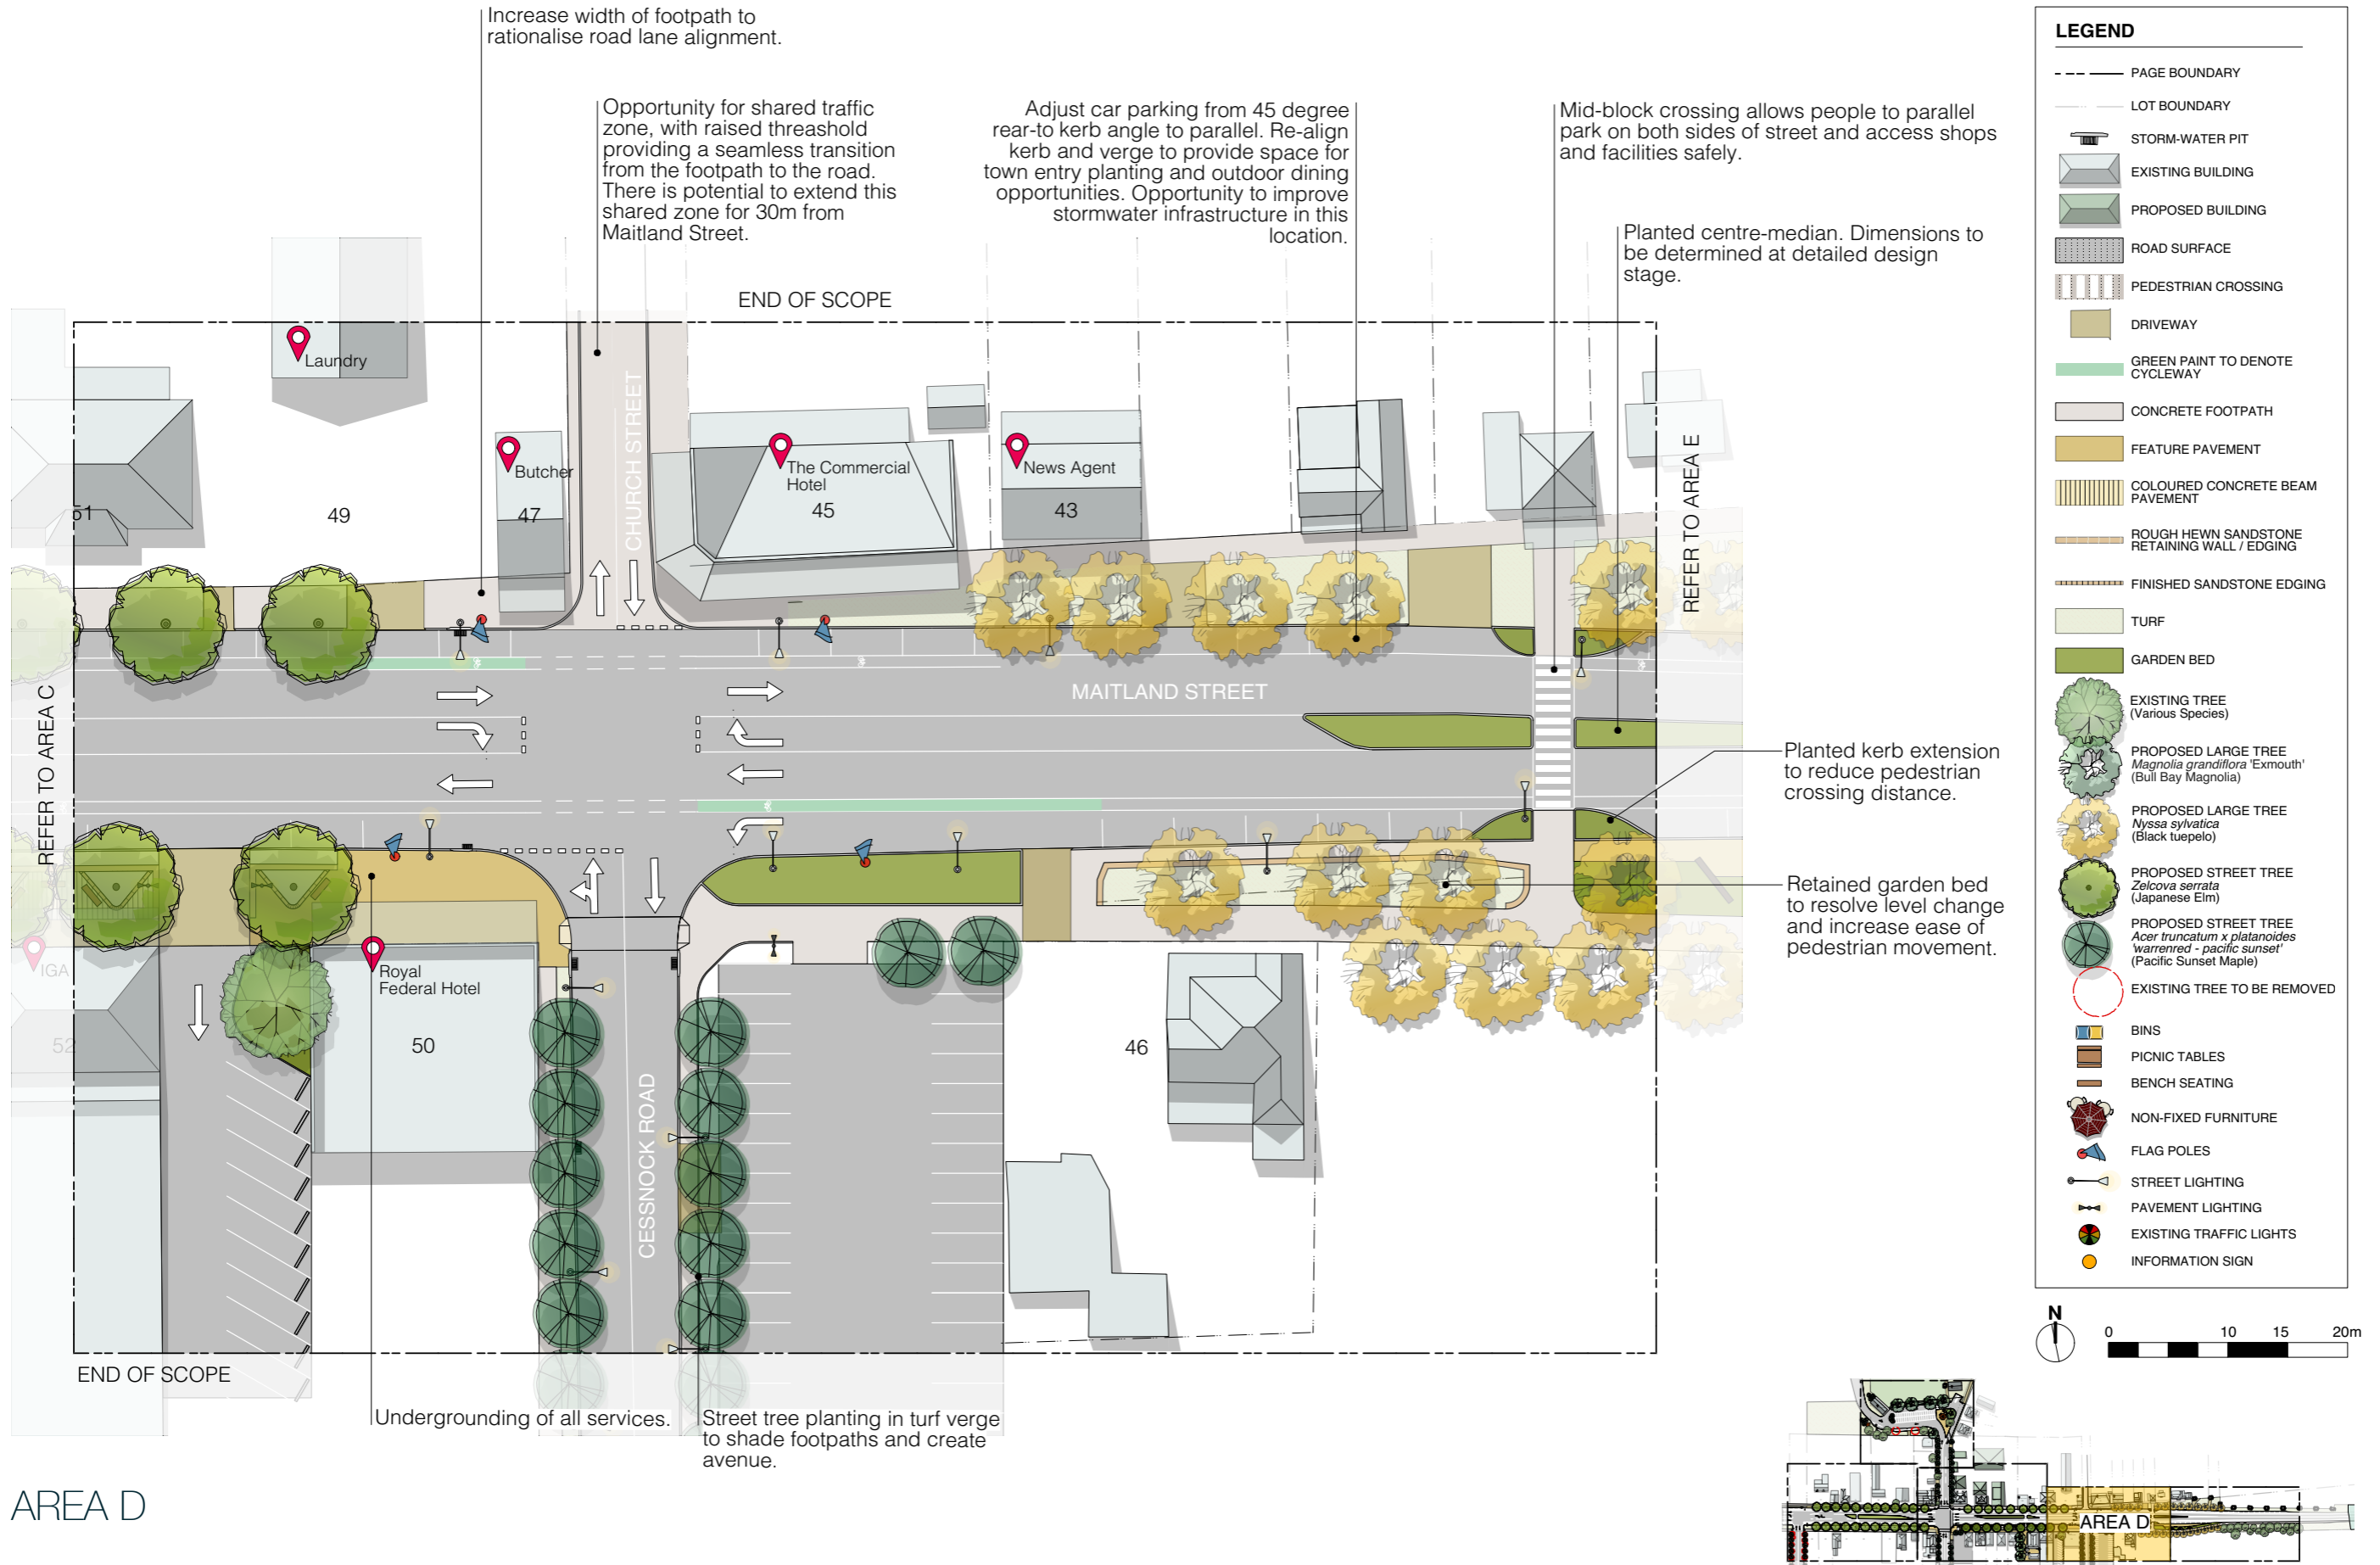 Increase width of footpath to
rationalise road lane alignment.
Opportunity for shared traffic
zone, with raised threashold
providing a seamless transition
from the footpath to the road.
There is potential to extend this
shared zone for 30m from
Maitland Street.
Adjust car parking from 45 degree
rear-to kerb angle to parallel. Re-align
kerb and verge to provide space for
town entry planting and outdoor dining
opportunities. Opportunity to improve
stormwater infrastructure in this
location.
Mid-block crossing allows people to parallel
park on both sides of street and access shops
and facilities safely.
Planted centre-median. Dimensions to
be determined at detailed design
stage.
END OF SCOPE
Laundry
Butcher
The Commercial
Hotel
News Agent
51
49
47
45
43
CHURCH STREET
REFER TO AREA E
MAITLAND STREET
REFER TO AREA C
Planted kerb extension
to reduce pedestrian
crossing distance.
Retained garden bed
to resolve level change
and increase ease of
pedestrian movement.
IGA
Royal
Federal Hotel
52
50
46
CESSNOCK ROAD
END OF SCOPE
Undergrounding of all services.
Street tree planting in turf verge
to shade footpaths and create
avenue.
AREA D
LEGEND
PAGE BOUNDARY
LOT BOUNDARY
STORM-WATER PIT
EXISTING BUILDING
PROPOSED BUILDING
ROAD SURFACE
PEDESTRIAN CROSSING
DRIVEWAY
GREEN PAINT TO DENOTE
CYCLEWAY
CONCRETE FOOTPATH
FEATURE PAVEMENT
COLOURED CONCRETE BEAM
PAVEMENT
ROUGH HEWN SANDSTONE
RETAINING WALL / EDGING
FINISHED SANDSTONE EDGING
TURF
GARDEN BED
EXISTING TREE
(Various Species)
PROPOSED LARGE TREE
Magnolia grandiflora 'Exmouth'
(Bull Bay Magnolia)
PROPOSED LARGE TREE
Nyssa sylvatica
(Black tuepelo)
PROPOSED STREET TREE
Zelcova serrata
(Japanese Elm)
PROPOSED STREET TREE
Acer truncatum x platanoides
'warrenred - pacific sunset'
(Pacific Sunset Maple)
EXISTING TREE TO BE REMOVED
BINS
PICNIC TABLES
BENCH SEATING
NON-FIXED FURNITURE
FLAG POLES
STREET LIGHTING
PAVEMENT LIGHTING
EXISTING TRAFFIC LIGHTS
INFORMATION SIGN
N
0 10 15 20m
AREA D